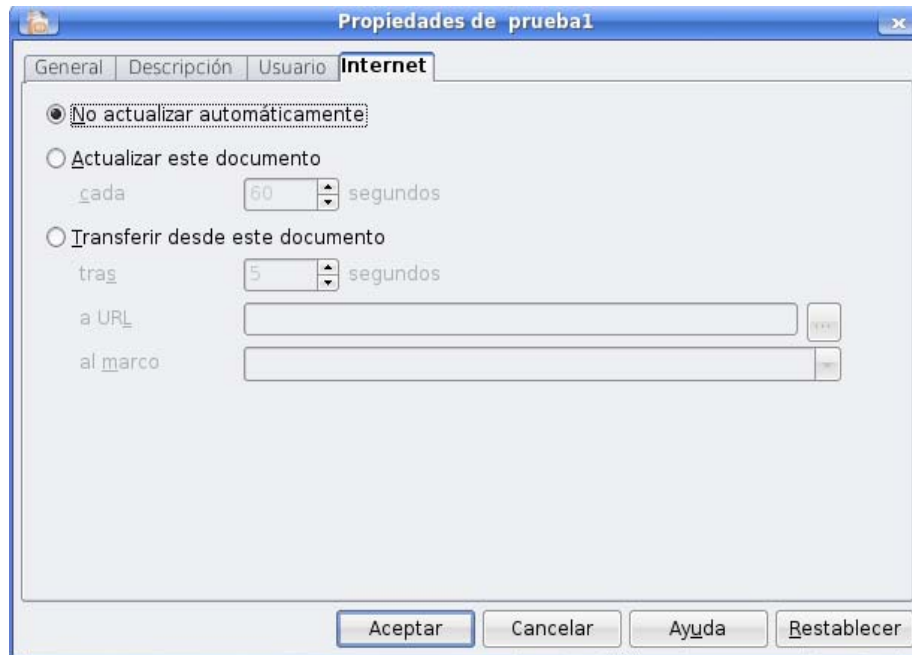 Propiedades de prueba1
General Descripción Usuario Internet
No actualizar automáticamente
Actualizar este documento
cada 60 segundos
Transferir desde este documento
tras 5 segundos
a URL ...
al marco
Aceptar Cancelar Ayuda Restablecer